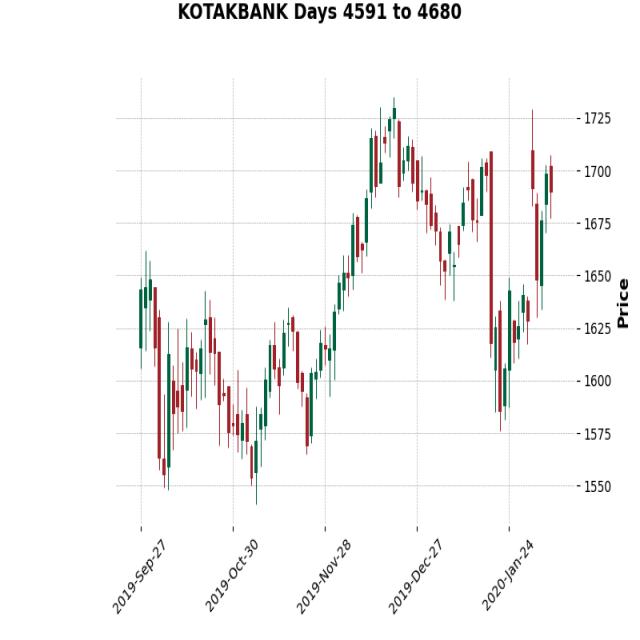 KOTAKBANK Days 4591 to 4680
1725
1700
1675
1650
1625
1600
1575
1550
Price
2019-Sep-27
2019-Oct-30
2019-Nov-28
2019-Dec-27
2020-Jan-24